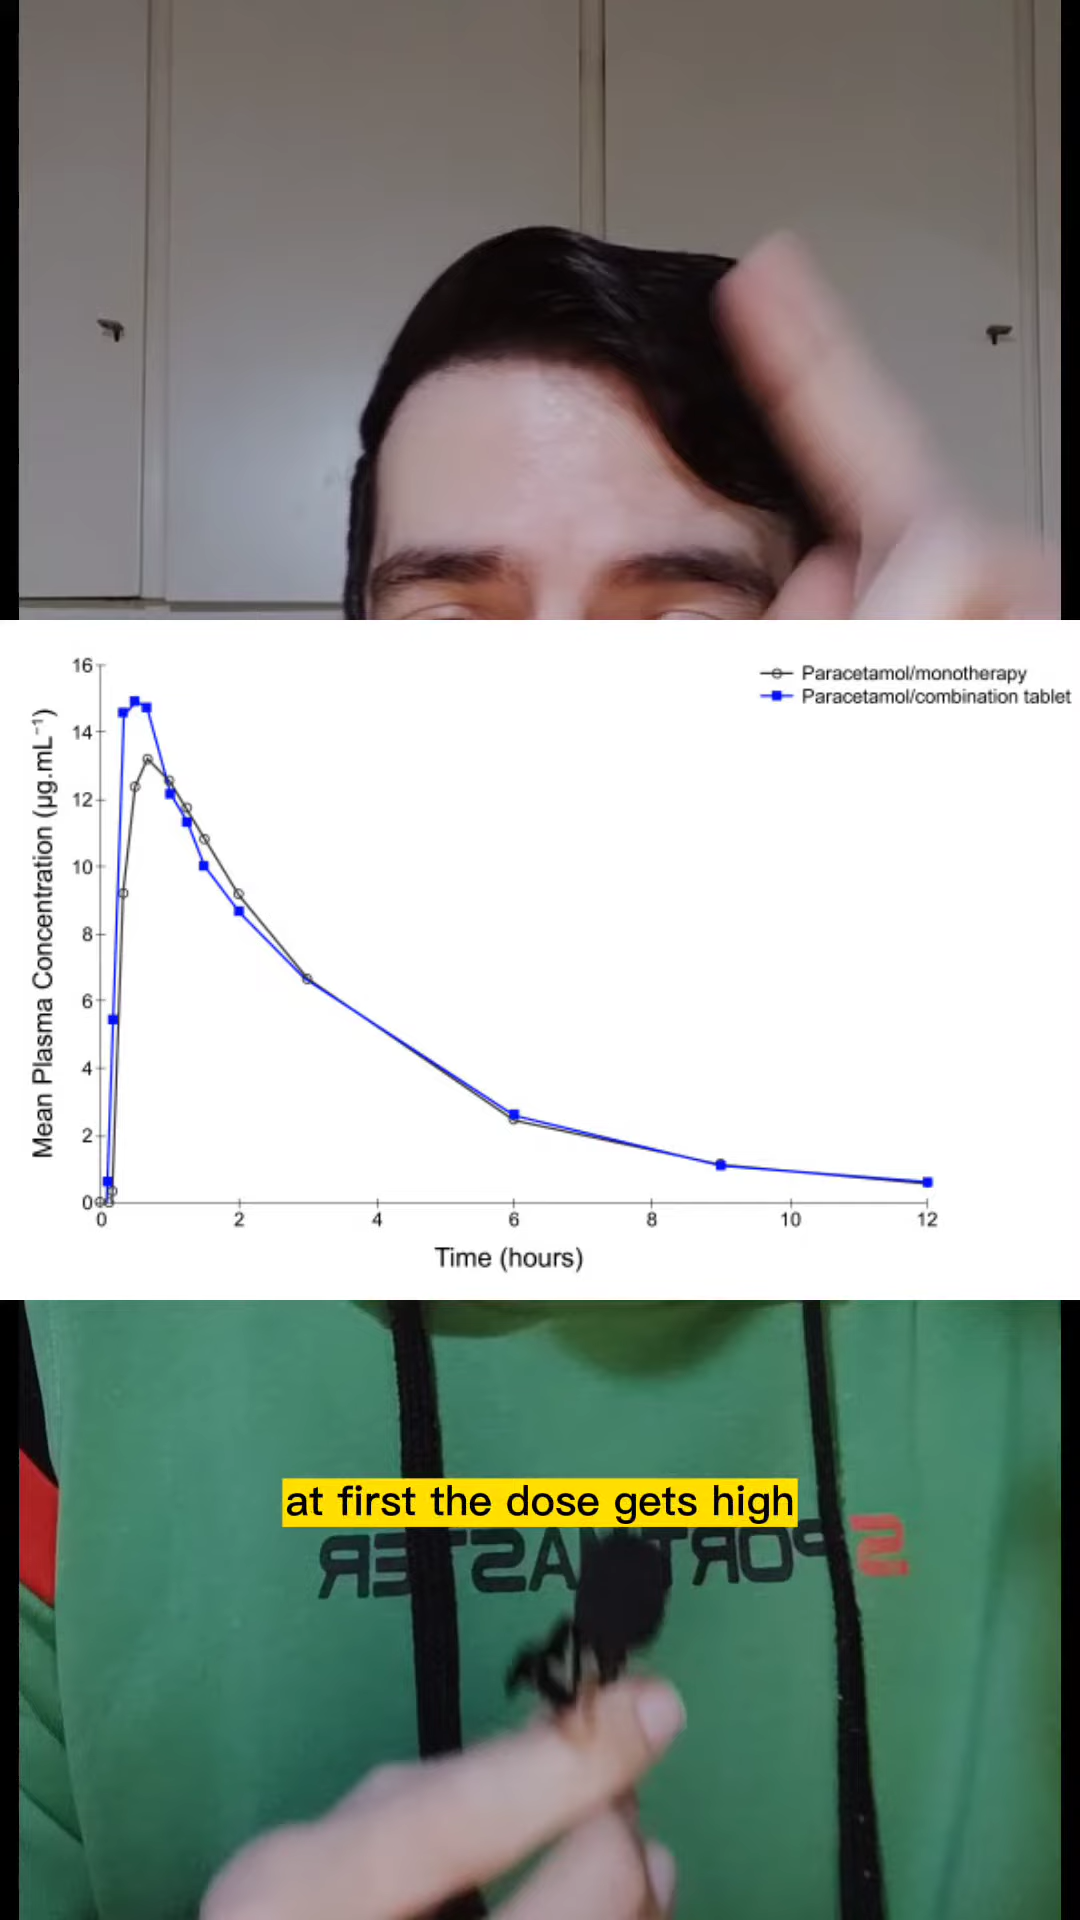 16
14
12
10
8
6
4
2
0
0 2 4 6 8 10 12
Mean Plasma Concentration (µg.mL⁻¹)
Time (hours)
Paracetamol/monotherapy
Paracetamol/combination tablet
at first the dose gets high
SPORTMASTER